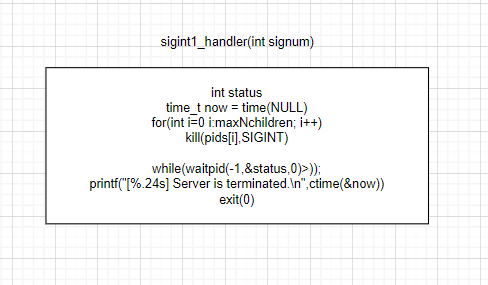 sigint1_handler(int signum)
int status
time_t now = time(NULL)
for(int i=0 i:maxNchildren; i++)
kill(pids[i],SIGINT)
while(waitpid(-1,&status,0)>));
printf("[%.24s] Server is terminated.\n",ctime(&now))
exit(0)